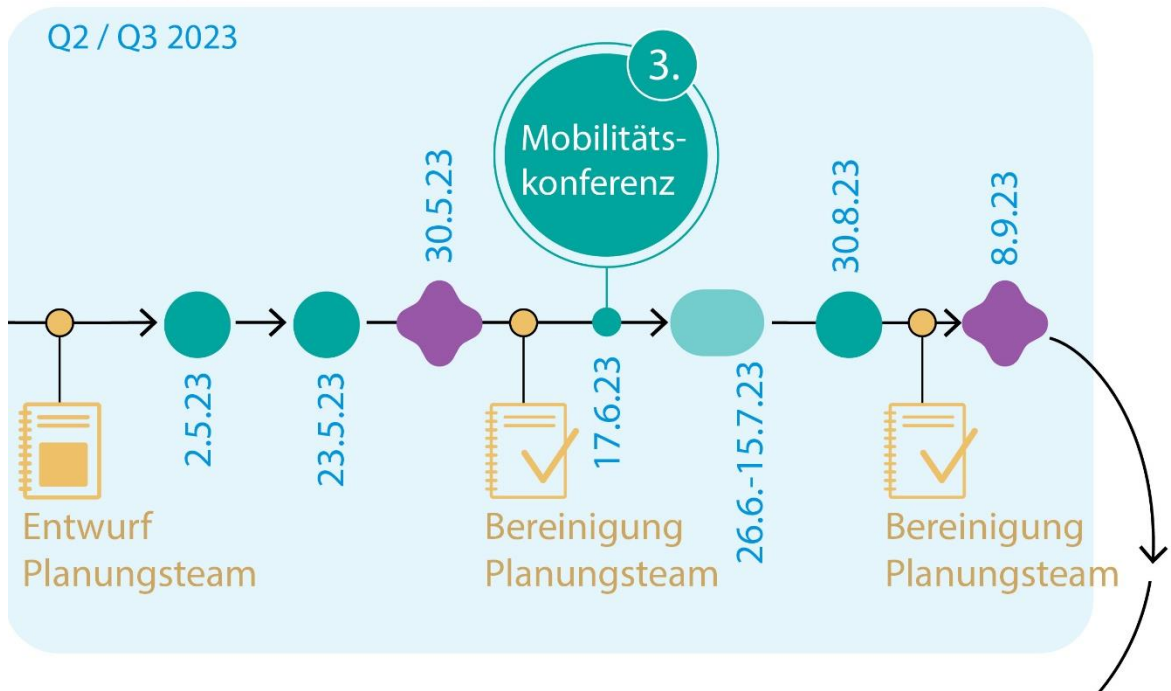 Q2 / Q3 2023
3.
Mobilitäts-
konferenz
30.5.23
30.8.23
8.9.23
2.5.23
23.5.23
17.6.23
26.6.-15.7.23
Entwurf
Planungsteam
Bereinigung
Planungsteam
Bereinigung
Planungsteam